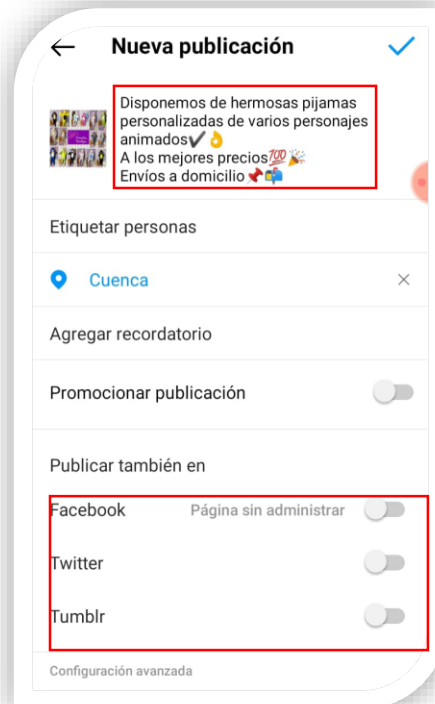 Nueva publicación
Disponemos de hermosas pijamas
personalizadas de varios personajes
animados✔👌
A los mejores precios💯🎉
Envíos a domicilio📌📬
Etiquetar personas
Cuenca
Agregar recordatorio
Promocionar publicación
Publicar también en
Facebook Página sin administrar
Twitter
Tumblr
Configuración avanzada